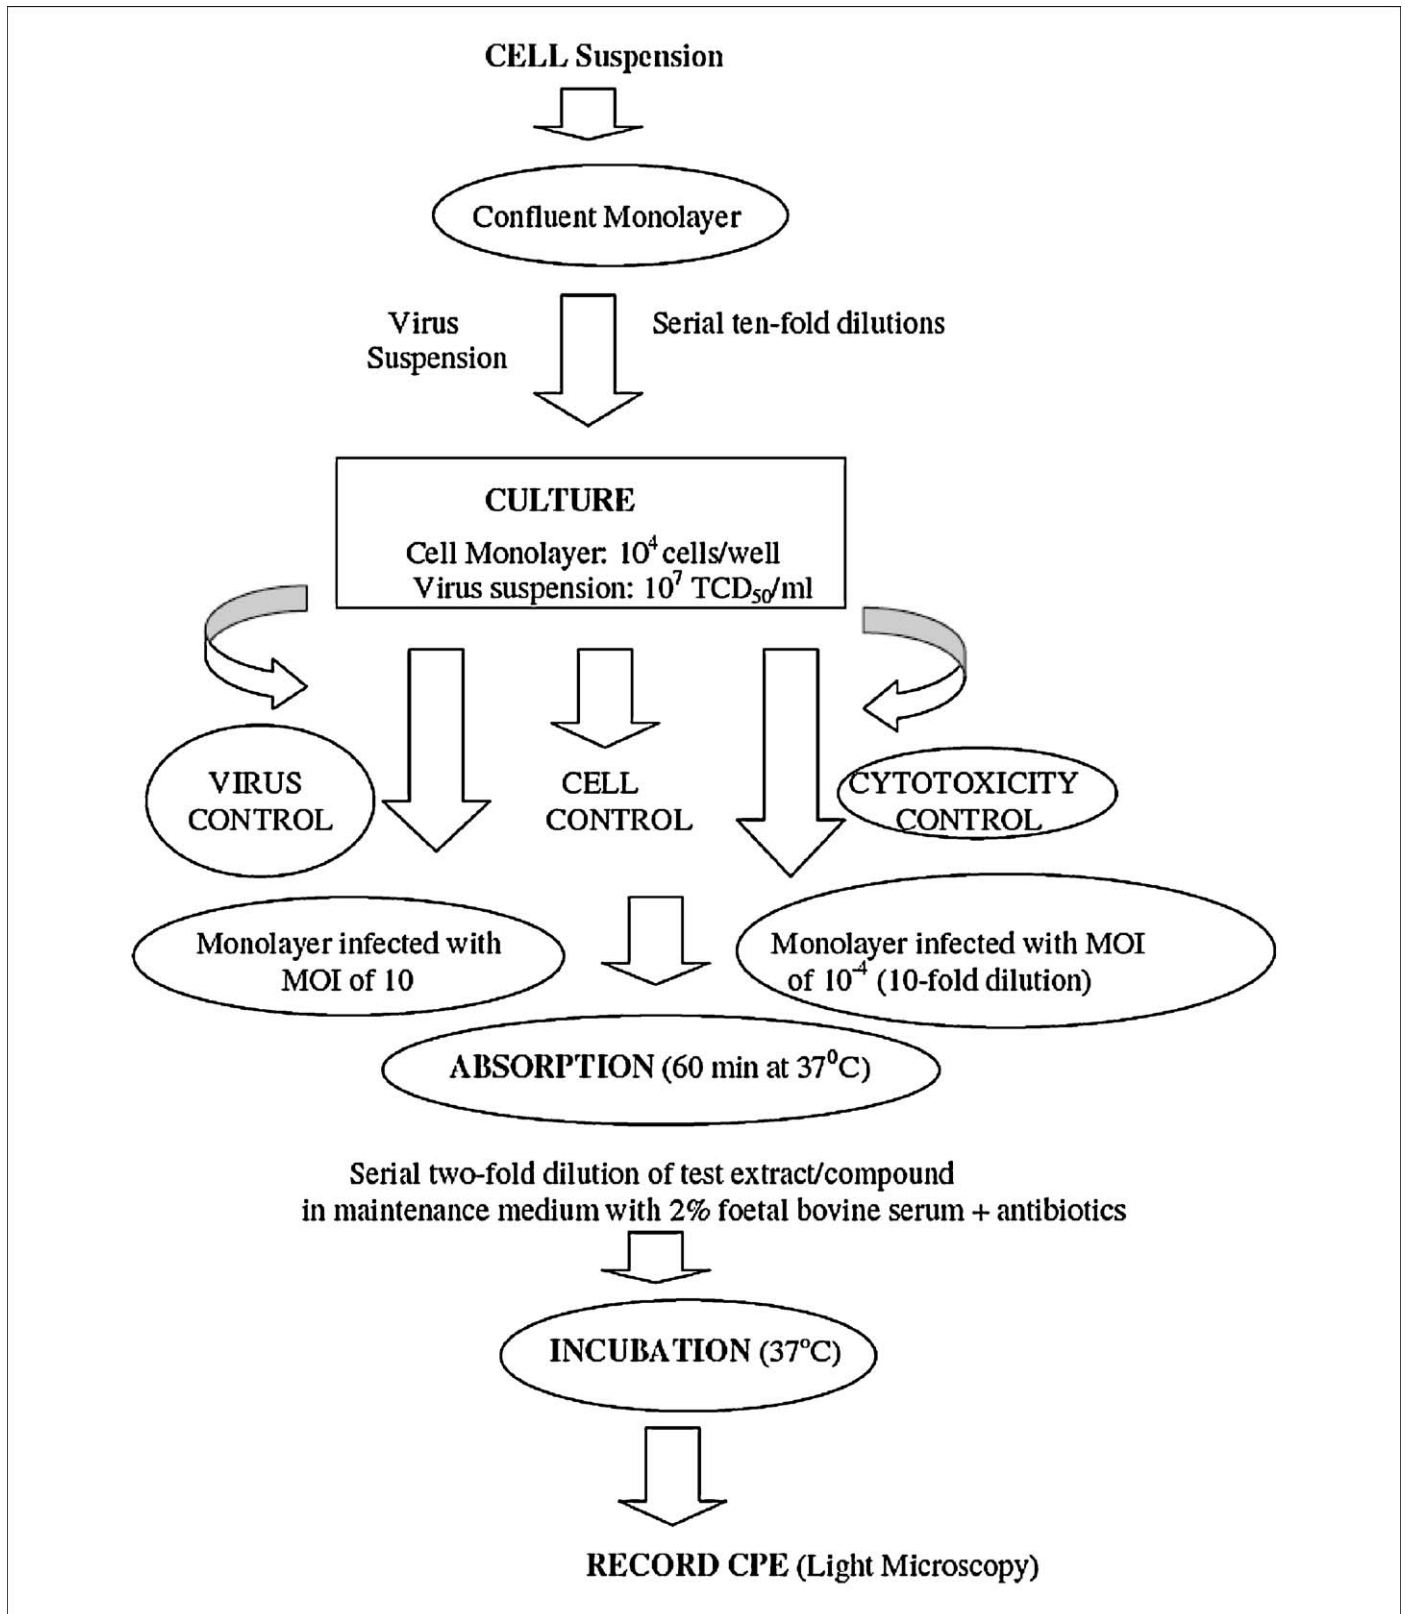 CELL Suspension
Confluent Monolayer
Virus
Suspension
Serial ten-fold dilutions
CULTURE
Cell Monolayer: 10⁴ cells/well
Virus suspension: 10⁷ TCD₅₀/ml
VIRUS
CONTROL
CELL
CONTROL
CYTOTOXICITY
CONTROL
Monolayer infected with
MOI of 10
Monolayer infected with MOI
of 10⁻⁴ (10-fold dilution)
ABSORPTION (60 min at 37⁰C)
Serial two-fold dilution of test extract/compound
in maintenance medium with 2% foetal bovine serum + antibiotics
INCUBATION (37°C)
RECORD CPE (Light Microscopy)